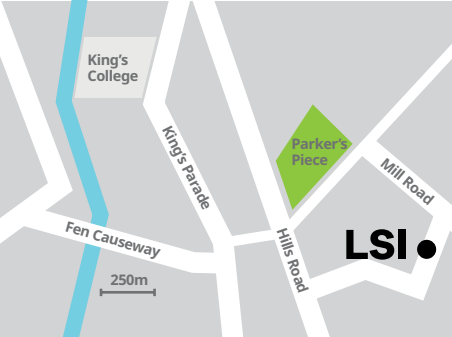 King's
College
King's Parade
Parker's
Piece
Mill Road
Fen Causeway
Hills Road
LSI
250m